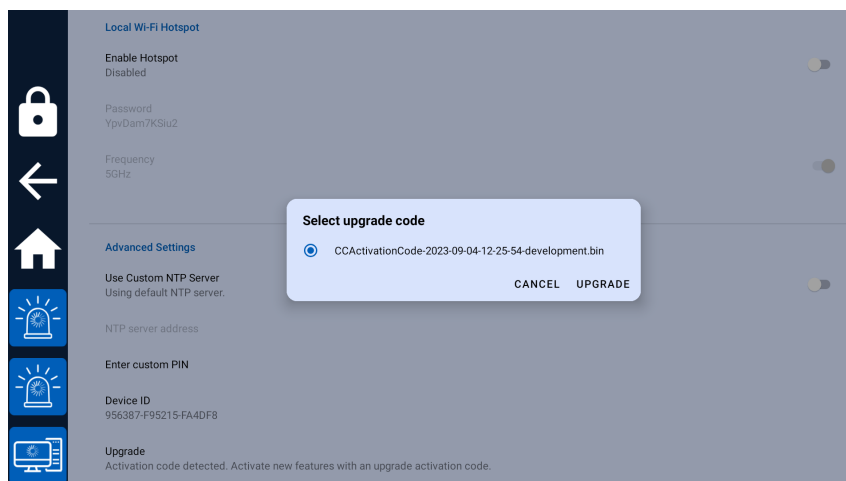 Local Wi-Fi Hotspot
Enable Hotspot
Disabled
Password
YpvDam7KSiu2
Frequency
5GHz
Select upgrade code
CCActivationCode-2023-09-04-12-25-54-development.bin
CANCEL UPGRADE
Advanced Settings
Use Custom NTP Server
Using default NTP server.
NTP server address
Enter custom PIN
Device ID
956387-F95215-FA4DF8
Upgrade
Activation code detected. Activate new features with an upgrade activation code.